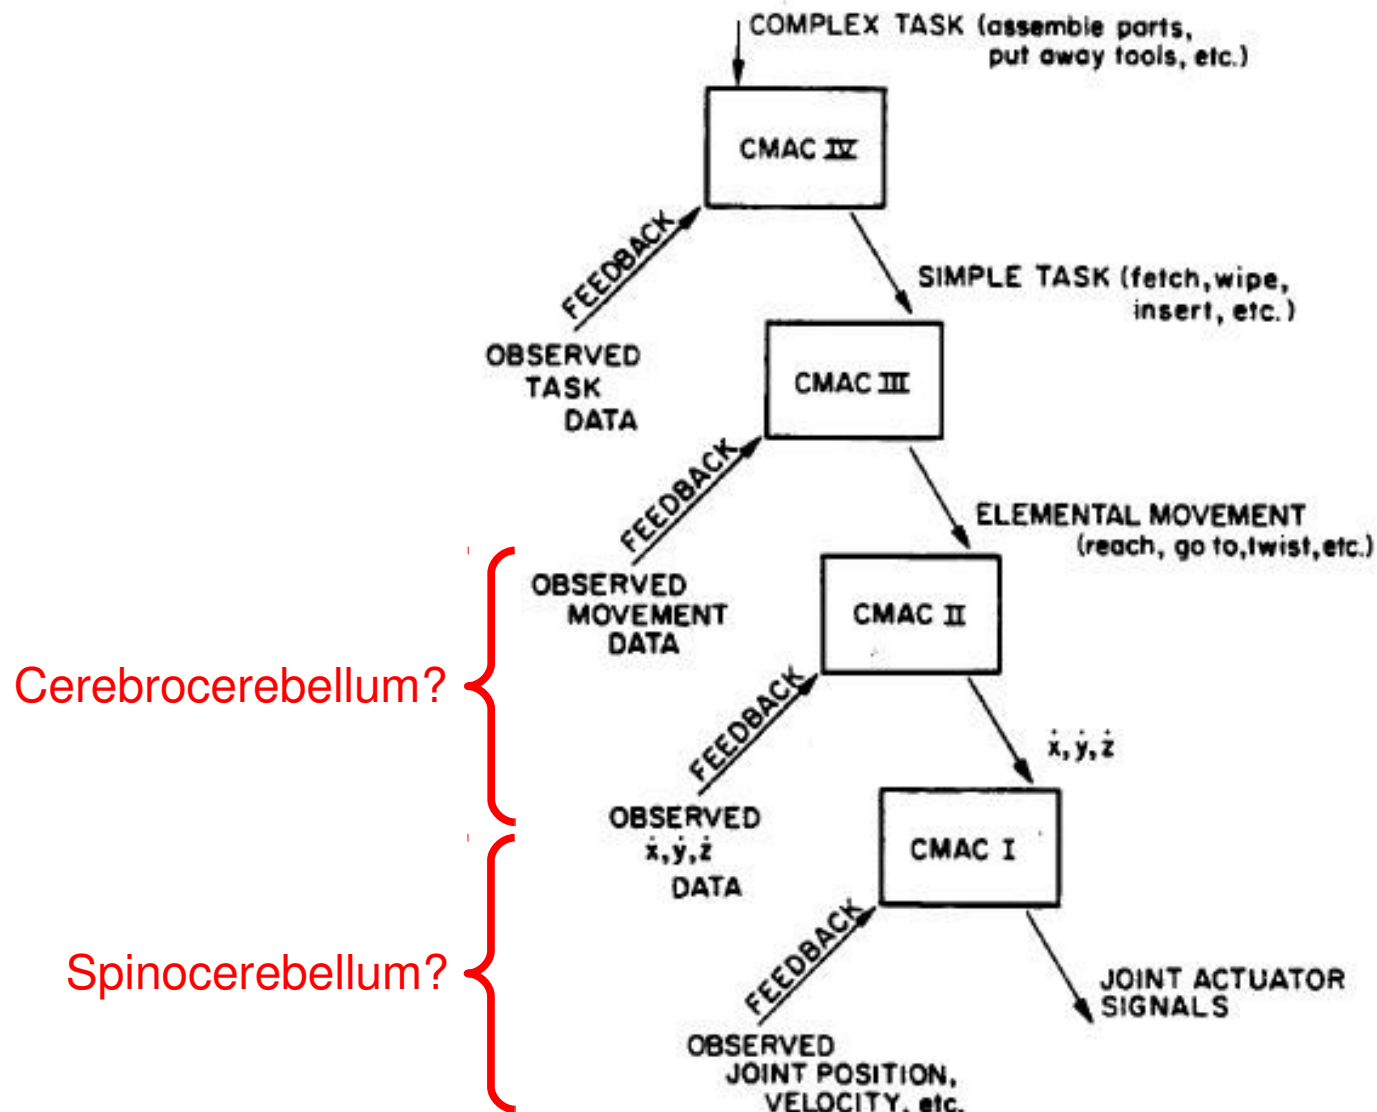 COMPLEX TASK (assemble parts,
put away tools, etc.)
CMAC IV
FEEDBACK
SIMPLE TASK (fetch, wipe,
insert, etc.)
OBSERVED
TASK
DATA
CMAC III
FEEDBACK
ELEMENTAL MOVEMENT
(reach, go to, twist, etc.)
OBSERVED
MOVEMENT
DATA
CMAC II
Cerebrocerebellum?
FEEDBACK
ẋ, ẏ, ż
OBSERVED
ẋ, ẏ, ż
DATA
CMAC I
Spinocerebellum?
FEEDBACK
JOINT ACTUATOR
SIGNALS
OBSERVED
JOINT POSITION,
VELOCITY, etc.